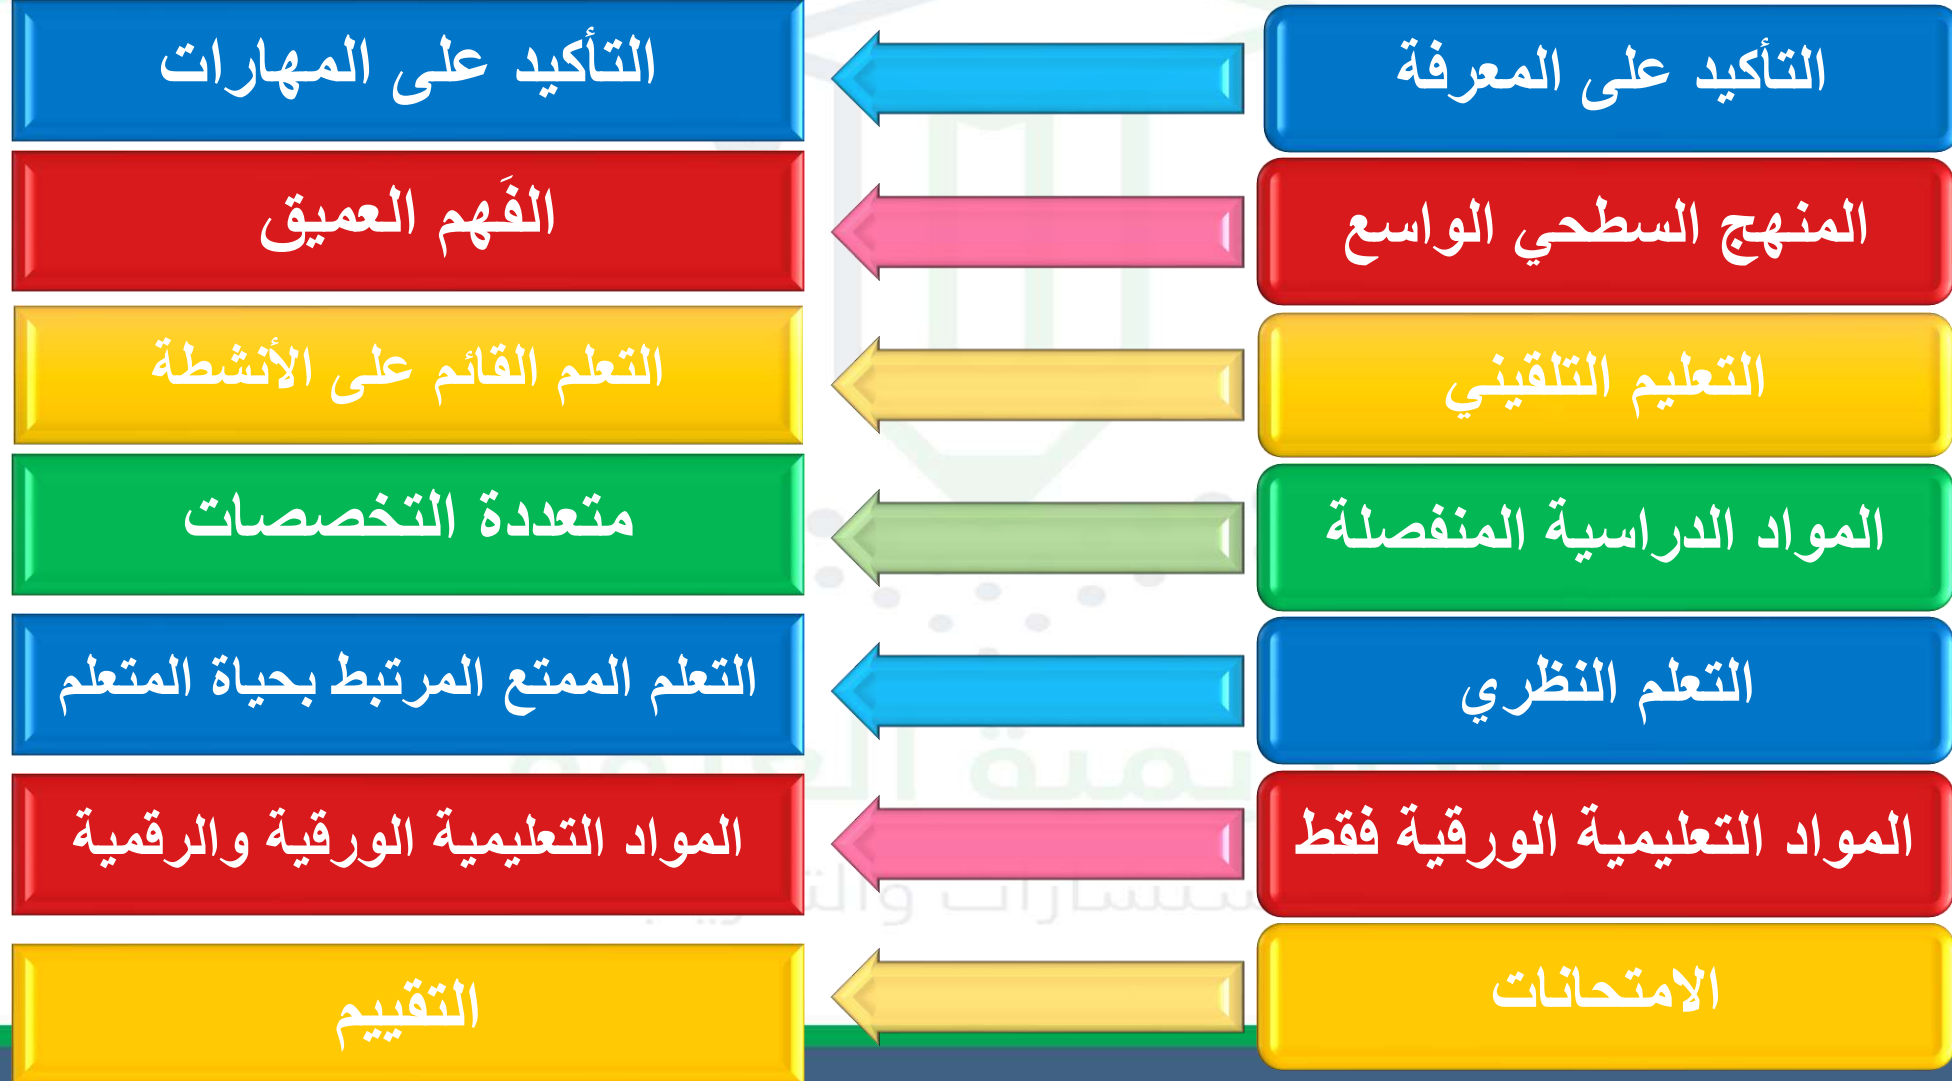 التأكيد على المعرفة
التأكيد على المهارات
المنهج السطحي الواسع
الفَهم العميق
التعليم التلقيني
التعلم القائم على الأنشطة
المواد الدراسية المنفصلة
متعددة التخصصات
التعلم النظري
التعلم الممتع المرتبط بحياة المتعلم
المواد التعليمية الورقية فقط
المواد التعليمية الورقية والرقمية
الامتحانات
التقييم